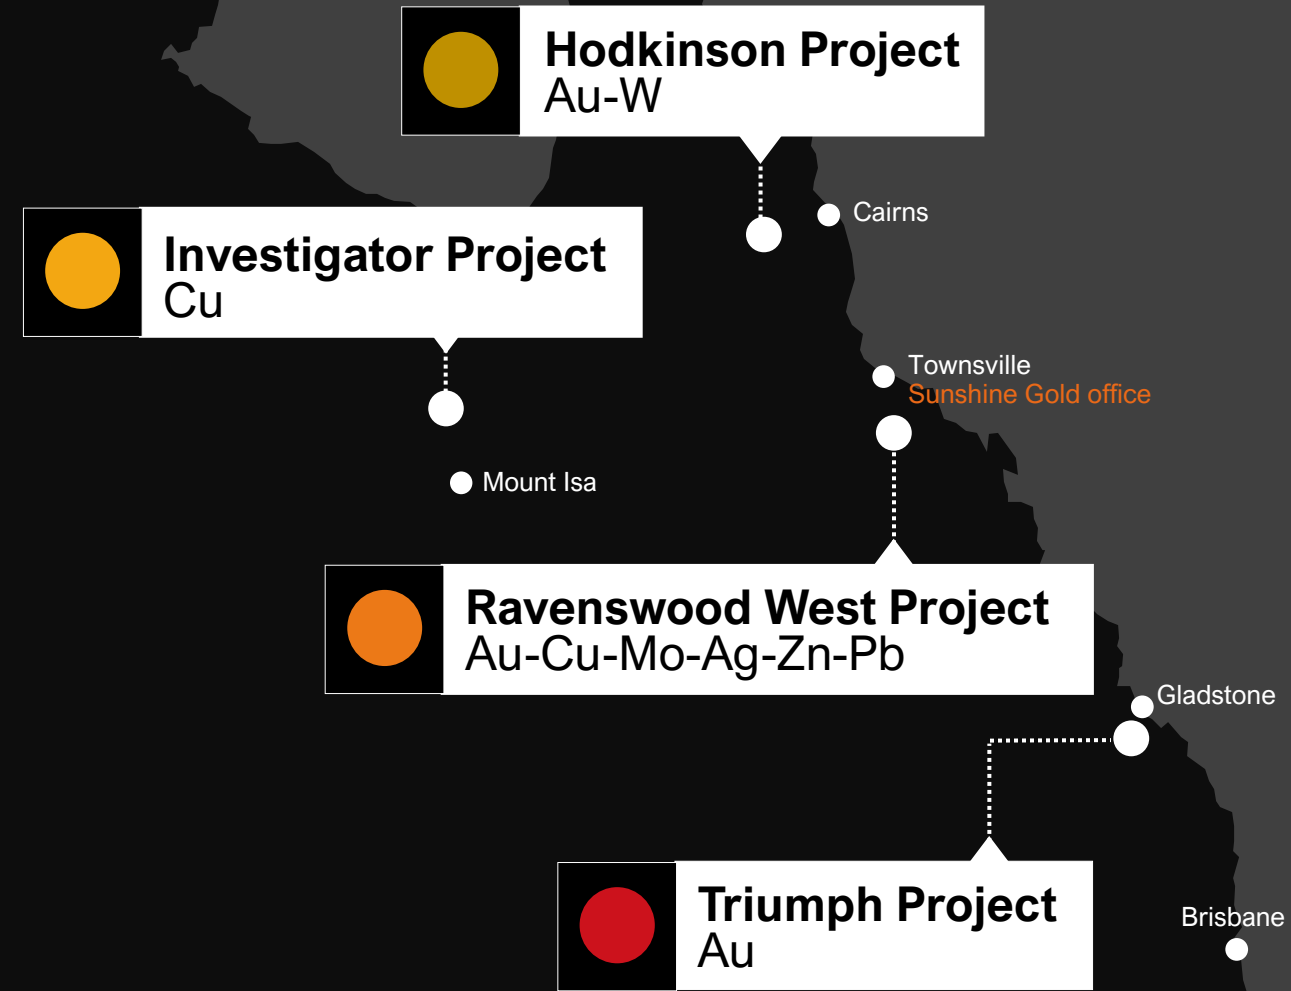 Hodkinson Project
Au-W
Cairns
Investigator Project
Cu
Townsville
Sunshine Gold office
Mount Isa
Ravenswood West Project
Au-Cu-Mo-Ag-Zn-Pb
Gladstone
Triumph Project
Au
Brisbane